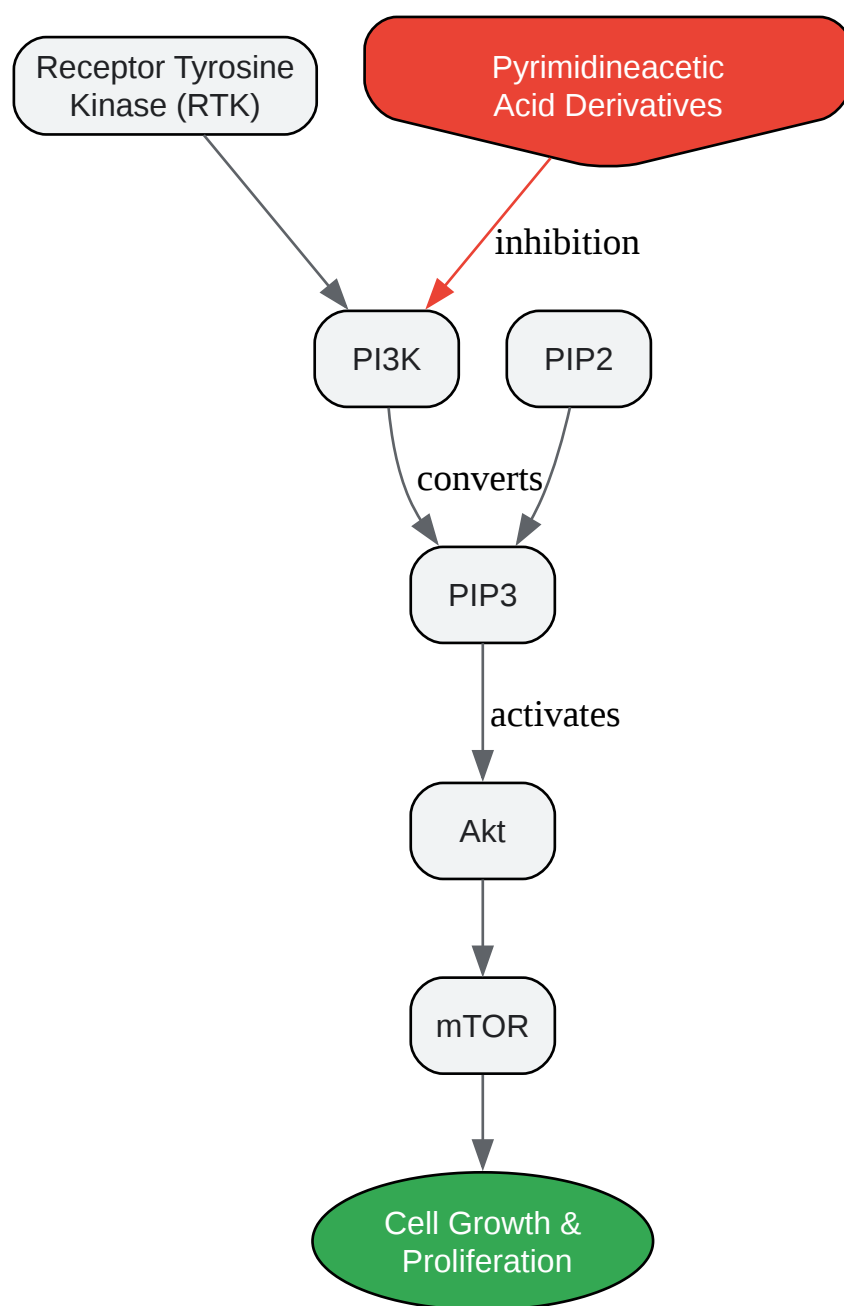 Receptor Tyrosine
Kinase (RTK)
Pyrimidineacetic
Acid Derivatives
inhibition
PI3K
PIP2
converts
PIP3
activates
Akt
mTOR
Cell Growth &
Proliferation